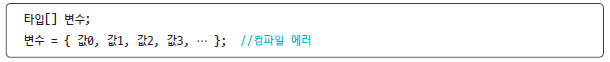 타입[] 변수;
변수 = { 값0, 값1, 값2, 값3, … };  //컴파일 에러